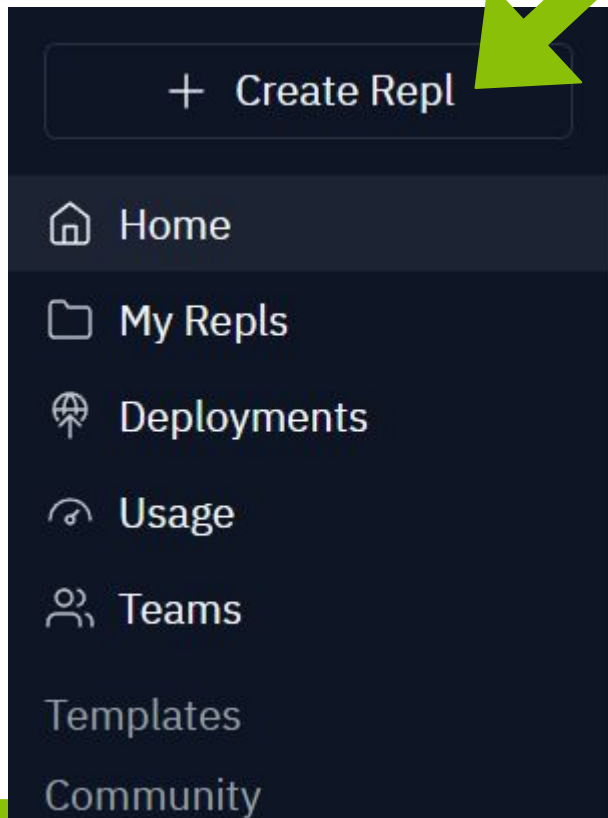 + Create Repl
Home
My Repls
Deployments
Usage
Teams
Templates
Community